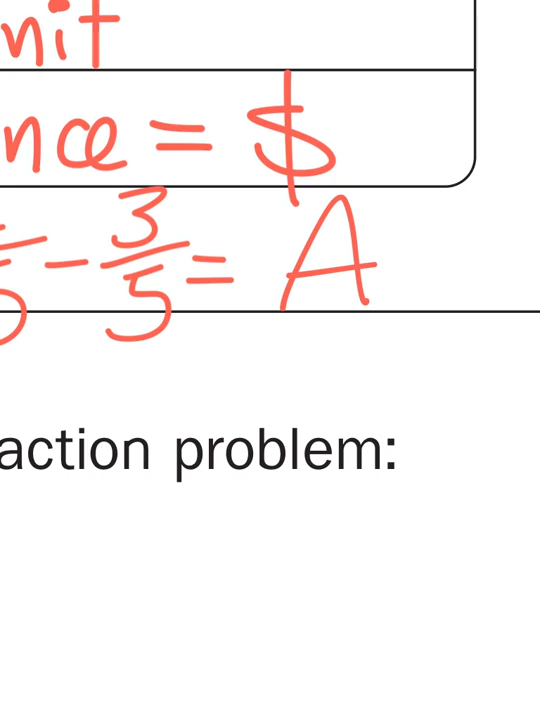 nit
nce = $
- 3/5 = A
action problem: